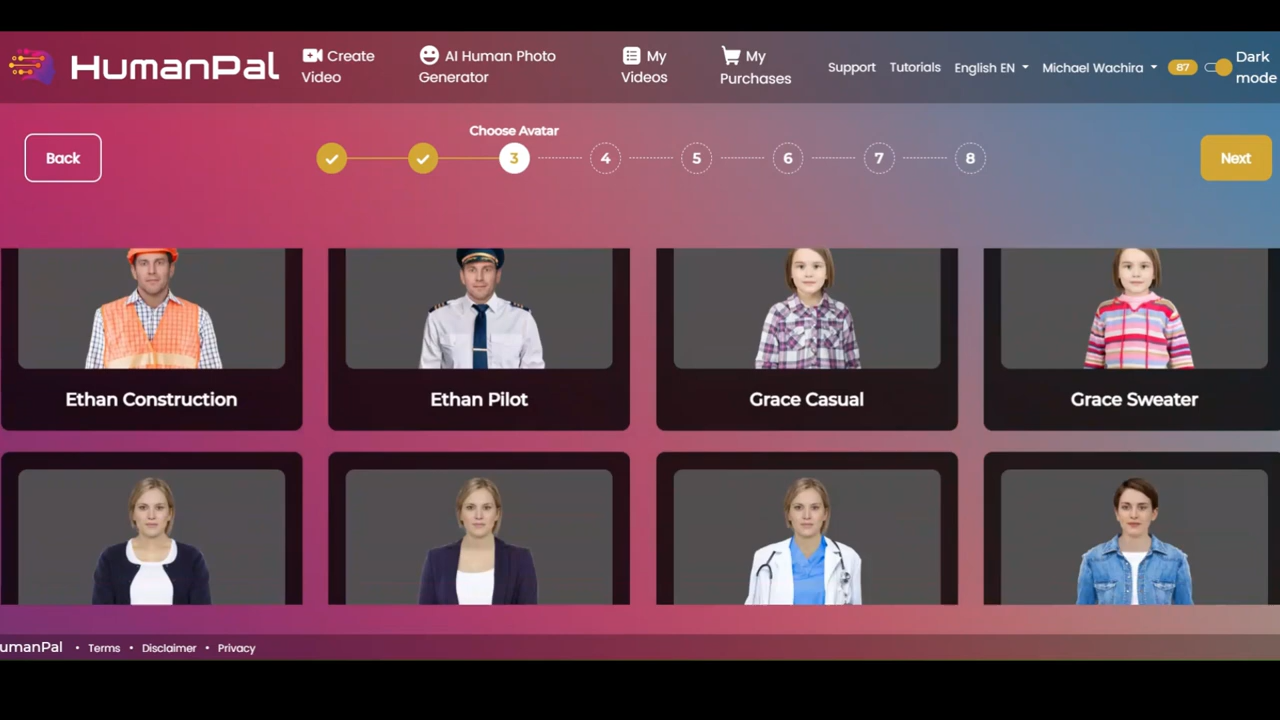 HumanPal
Create
Video
AI Human Photo
Generator
My
Videos
My
Purchases
Support
Tutorials
English EN
Michael Wachira
87
Dark
mode
Back
Choose Avatar
3
4
5
6
7
8
Next
Ethan Construction
Ethan Pilot
Grace Casual
Grace Sweater
umanPal • Terms • Disclaimer • Privacy